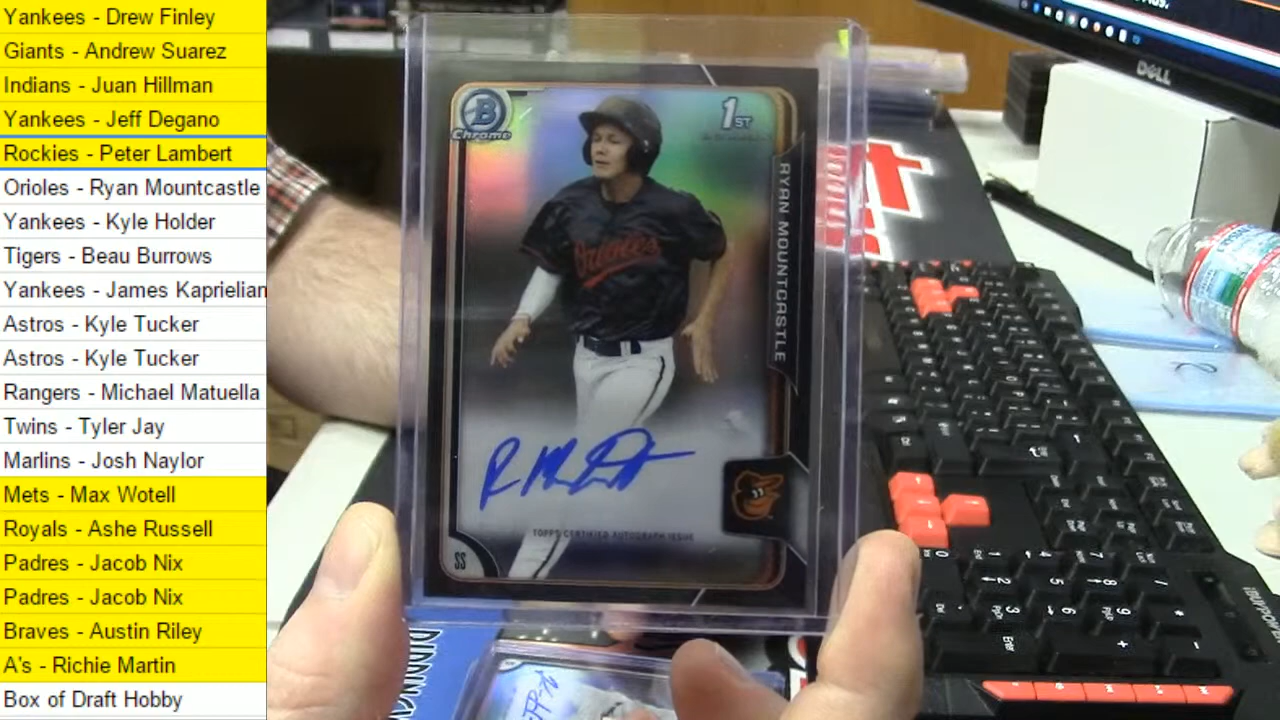 Yankees - Drew Finley
Giants - Andrew Suarez
Indians - Juan Hillman
Yankees - Jeff Degano
Rockies - Peter Lambert
Orioles - Ryan Mountcastle
Yankees - Kyle Holder
Tigers - Beau Burrows
Yankees - James Kaprielian
Astros - Kyle Tucker
Astros - Kyle Tucker
Rangers - Michael Matuella
Twins - Tyler Jay
Marlins - Josh Naylor
Mets - Max Wotell
Royals - Ashe Russell
Padres - Jacob Nix
Padres - Jacob Nix
Braves - Austin Riley
A's - Richie Martin
Box of Draft Hobby
B
Chrome
1ST
RYAN MOUNTCASTLE
Orioles
TOPPS CERTIFIED AUTOGRAPH ISSUE
SS
DELL
iBUYPOWER